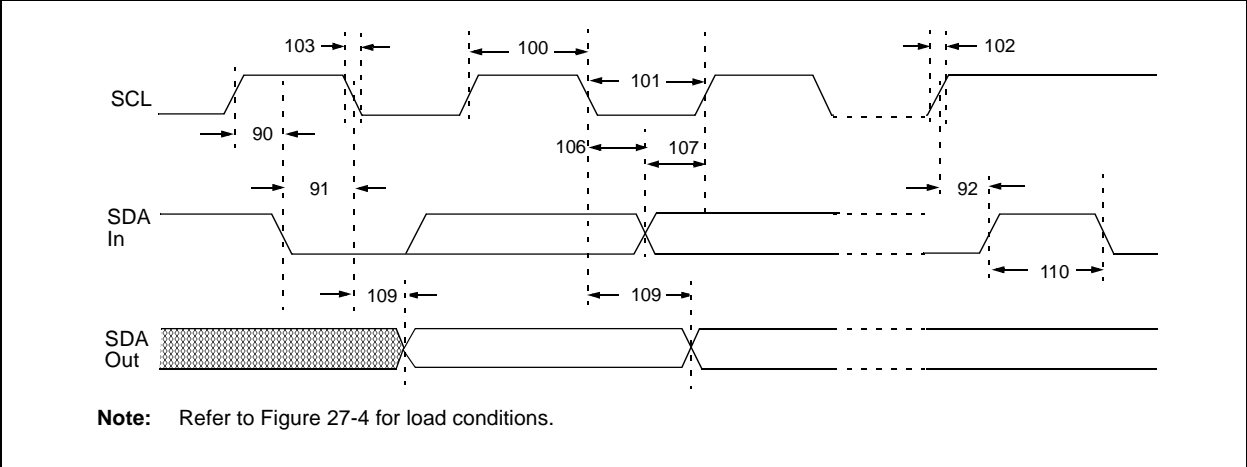 103
100
102
101
SCL
90
106
107
91
92
SDA
In
110
109
109
SDA
Out
Note: Refer to Figure 27-4 for load conditions.